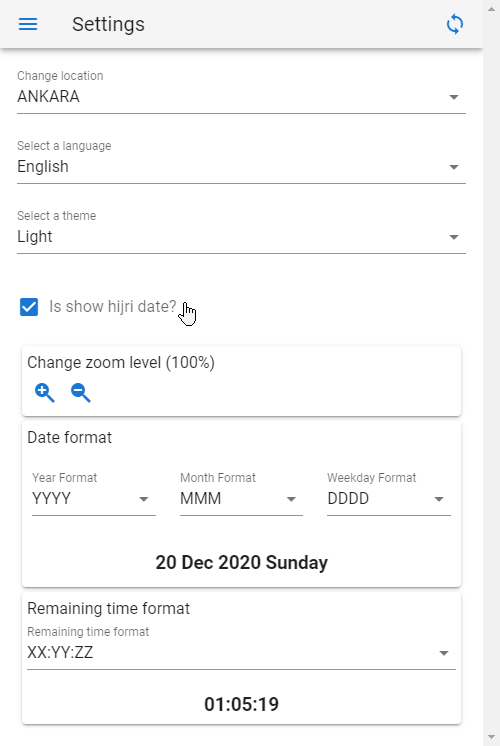 Settings
Change location
ANKARA
Select a language
English
Select a theme
Light
Is show hijri date?
Change zoom level (100%)
Date format
Year Format Month Format Weekday Format
YYYY MMM DDDD
20 Dec 2020 Sunday
Remaining time format
Remaining time format
XX:YY:ZZ
01:05:19